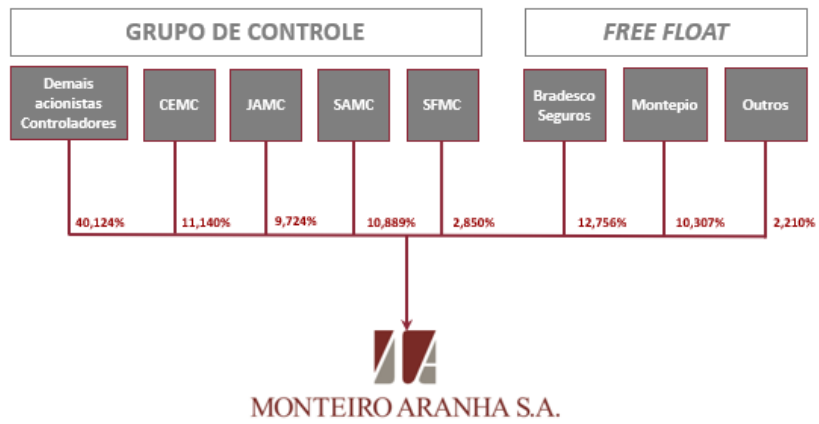 GRUPO DE CONTROLE
FREE FLOAT
Demais
acionistas
Controladores
CEMC
JAMC
SAMC
SFMC
Bradesco
Seguros
Montepio
Outros
40,124%
11,140%
9,724%
10,889%
2,850%
12,756%
10,307%
2,210%
MONTEIRO ARANHA S.A.